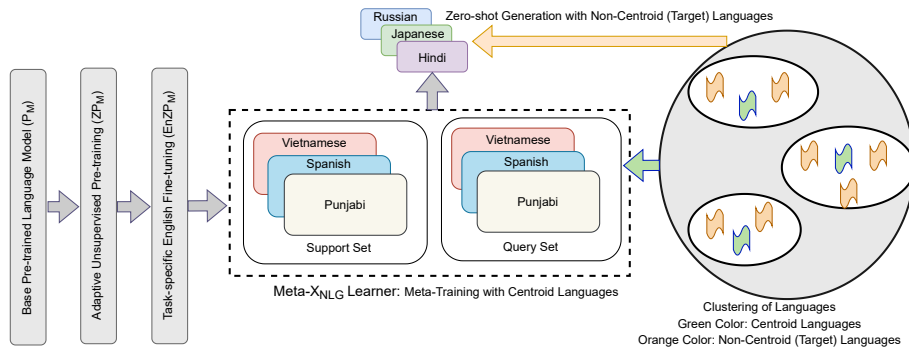 Base Pre-trained Language Model (P_M)
Adaptive Unsupervised Pre-training (ZP_M)
Task-specific English Fine-tuning (EnZP_M)
Russian
Japanese
Hindi
Zero-shot Generation with Non-Centroid (Target) Languages
Vietnamese
Spanish
Punjabi
Support Set
Vietnamese
Spanish
Punjabi
Query Set
Meta-X_NLG Learner: Meta-Training with Centroid Languages
Clustering of Languages
Green Color: Centroid Languages
Orange Color: Non-Centroid (Target) Languages